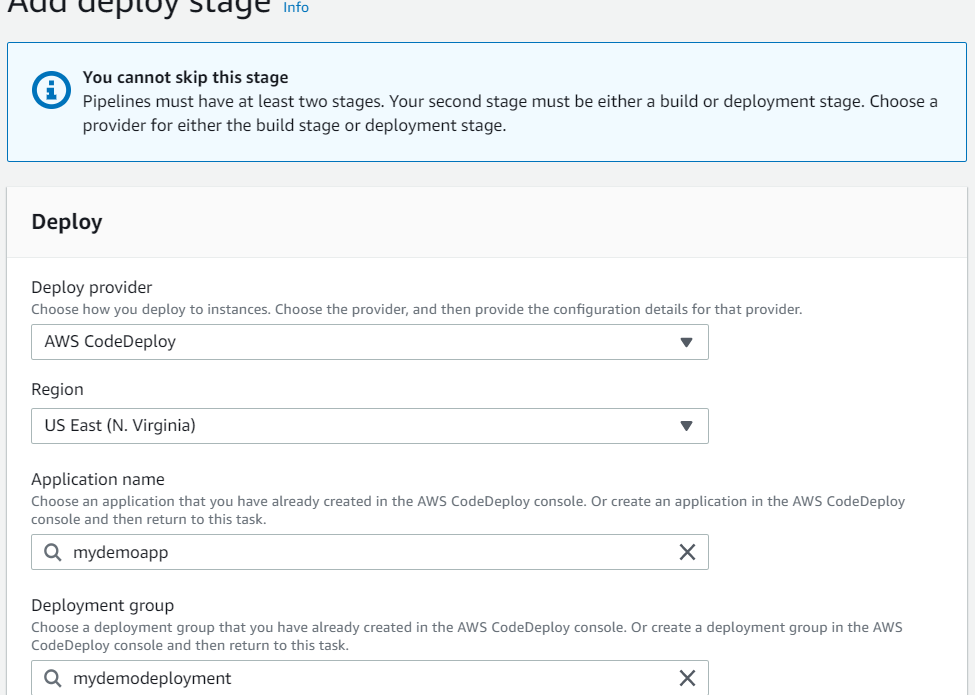 Add deploy stage Info
You cannot skip this stage
Pipelines must have at least two stages. Your second stage must be either a build or deployment stage. Choose a
provider for either the build stage or deployment stage.
Deploy
Deploy provider
Choose how you deploy to instances. Choose the provider, and then provide the configuration details for that provider.
AWS CodeDeploy
Region
US East (N. Virginia)
Application name
Choose an application that you have already created in the AWS CodeDeploy console. Or create an application in the AWS CodeDeploy
console and then return to this task.
mydemoapp
Deployment group
Choose a deployment group that you have already created in the AWS CodeDeploy console. Or create a deployment group in the AWS
CodeDeploy console and then return to this task.
mydemodeployment